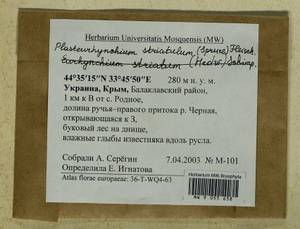 Herbarium Universitatis Mosquensis (MW)
Plasteurhynchium striatulum (Spruce) Fleisch.
Eurhynchium striatum (Hedw.) Schimp.
44°35'15"N 33°45'50"E 280 м н. у. м.
Украина, Крым, Балаклавский район,
1 км к В от с. Родное,
долина ручья–правого притока р. Черная,
открывающаяся к З,
буковый лес на днище,
влажные глыбы известняка вдоль русла.
Собрали А. Серёгин 7.04.2003 № M-101
Определила Е. Игнатова
Atlas florae europaeae: 36-T-WQ4-63
Herbarium MW, Bryophyta